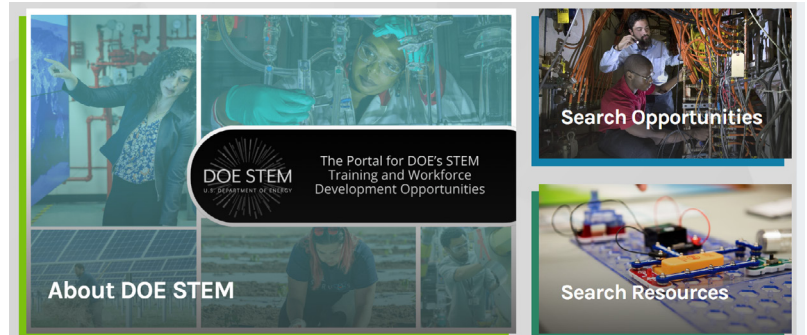 DOE STEM
U.S. DEPARTMENT OF ENERGY
The Portal for DOE's STEM
Training and Workforce
Development Opportunities
About DOE STEM
Search Opportunities
Search Resources